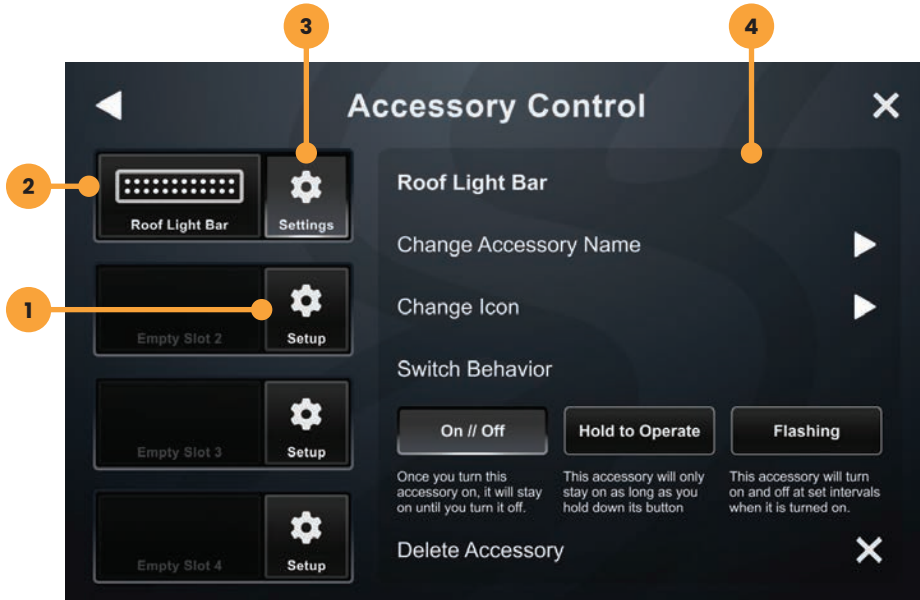 3
4
Accessory Control
2
Roof Light Bar
Settings
Roof Light Bar
Change Accessory Name
1
Empty Slot 2
Setup
Change Icon
Switch Behavior
Empty Slot 3
Setup
On // Off
Hold to Operate
Flashing
Once you turn this
accessory on, it will stay
on until you turn it off.
This accessory will only
stay on as long as you
hold down its button
This accessory will turn
on and off at set intervals
when it is turned on.
Empty Slot 4
Setup
Delete Accessory